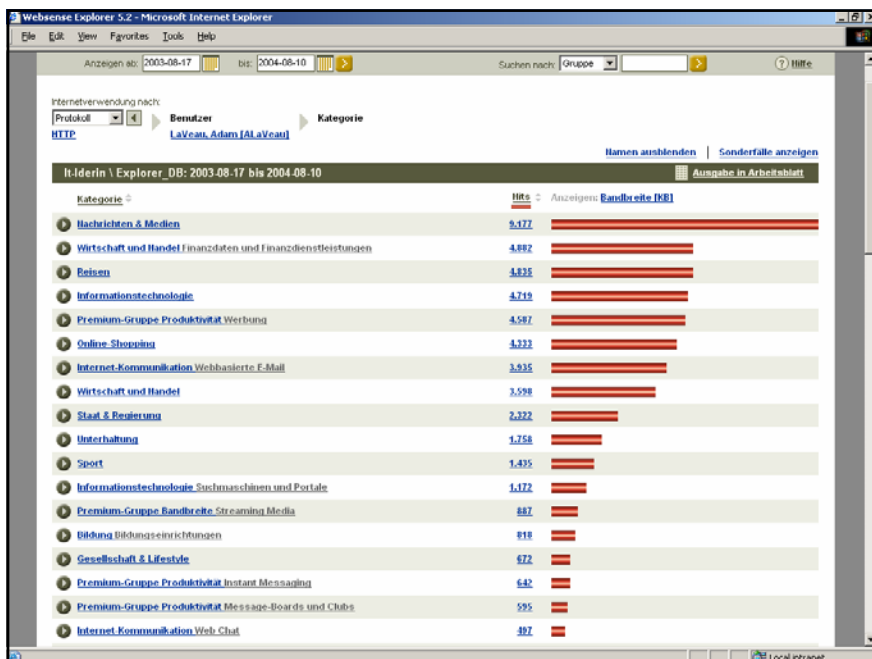 Websense Explorer 5.2 - Microsoft Internet Explorer
File Edit View Favorites Tools Help
Anzeigen ab: 2003-08-17 bis: 2004-08-10 Suchen nach: Gruppe Hilfe
Internetverwendung nach:
Protokoll Benutzer Kategorie
HTTP LaVeau, Adam [ALaVeau]
Namen ausblenden | Sonderfälle anzeigen
It-lderin \ Explorer_DB: 2003-08-17 bis 2004-08-10 Ausgabe in Arbeitsblatt
Kategorie Hits Anzeigen: Bandbreite [KB]
Nachrichten & Medien 9.177
Wirtschaft und Handel Finanzdaten und Finanzdienstleistungen 4.882
Reisen 4.835
Informationstechnologie 4.719
Premium-Gruppe Produktivität Werbung 4.587
Online-Shopping 4.333
Internet-Kommunikation Webbasierte E-Mail 3.935
Wirtschaft und Handel 3.598
Staat & Regierung 2.322
Unterhaltung 1.758
Sport 1.435
Informationstechnologie Suchmaschinen und Portale 1.172
Premium-Gruppe Bandbreite Streaming Media 887
Bildung Bildungseinrichtungen 818
Gesellschaft & Lifestyle 672
Premium-Gruppe Produktivität Instant Messaging 642
Premium-Gruppe Produktivität Message-Boards und Clubs 595
Internet-Kommunikation Web Chat 497
Local intranet